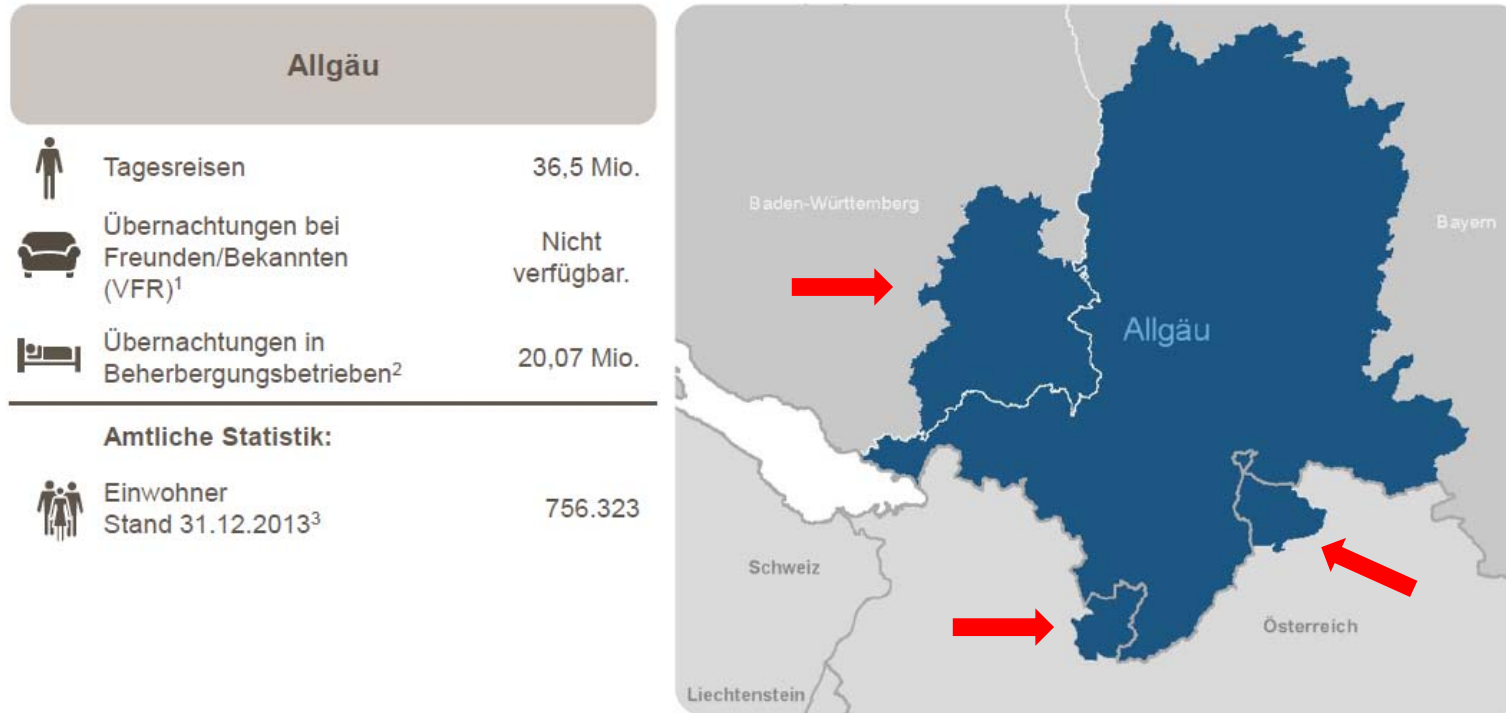 Allgäu
Tagesreisen
36,5 Mio.
Übernachtungen bei
Freunden/Bekannten
(VFR)¹
Nicht
verfügbar.
Übernachtungen in
Beherbergungsbetrieben²
20,07 Mio.
Amtliche Statistik:
Einwohner
Stand 31.12.2013³
756.323
Baden-Württemberg
Bayern
Allgäu
Schweiz
Österreich
Liechtenstein